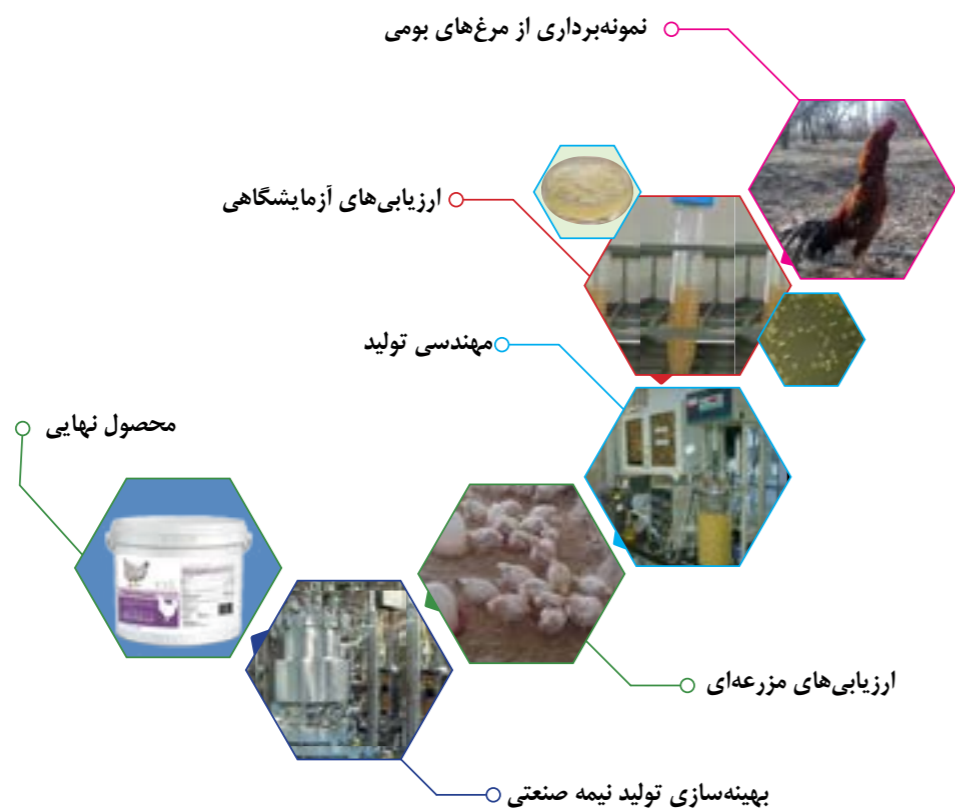 نمونه‌برداری از مرغ‌های بومی
ارزیابی‌های آزمایشگاهی
مهندسی تولید
محصول نهایی
ارزیابی‌های مزرعه‌ای
بهینه‌سازی تولید نیمه صنعتی